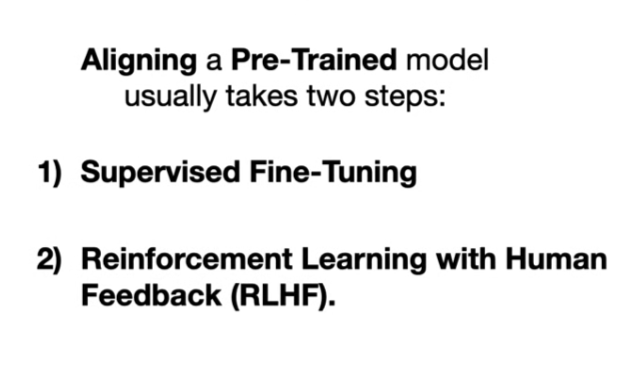 Aligning a Pre-Trained model
usually takes two steps:
1) Supervised Fine-Tuning
2) Reinforcement Learning with Human
Feedback (RLHF).